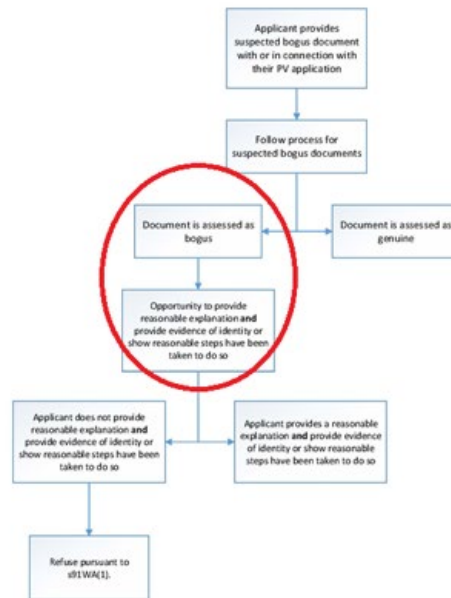 Applicant provides
suspected bogus document
with or in connection with
their PV application
Follow process for
suspected bogus documents
Document is assessed as
bogus
Document is assessed as
genuine
Opportunity to provide
reasonable explanation and
provide evidence of identity or
show reasonable steps have been
taken to do so
Applicant does not provide
reasonable explanation and
provide evidence of identity or
show reasonable steps have been
taken to do so
Applicant provides a reasonable
explanation and provide evidence
of identity or show reasonable
steps have been taken to do so
Refuse pursuant to
s91WA(1).